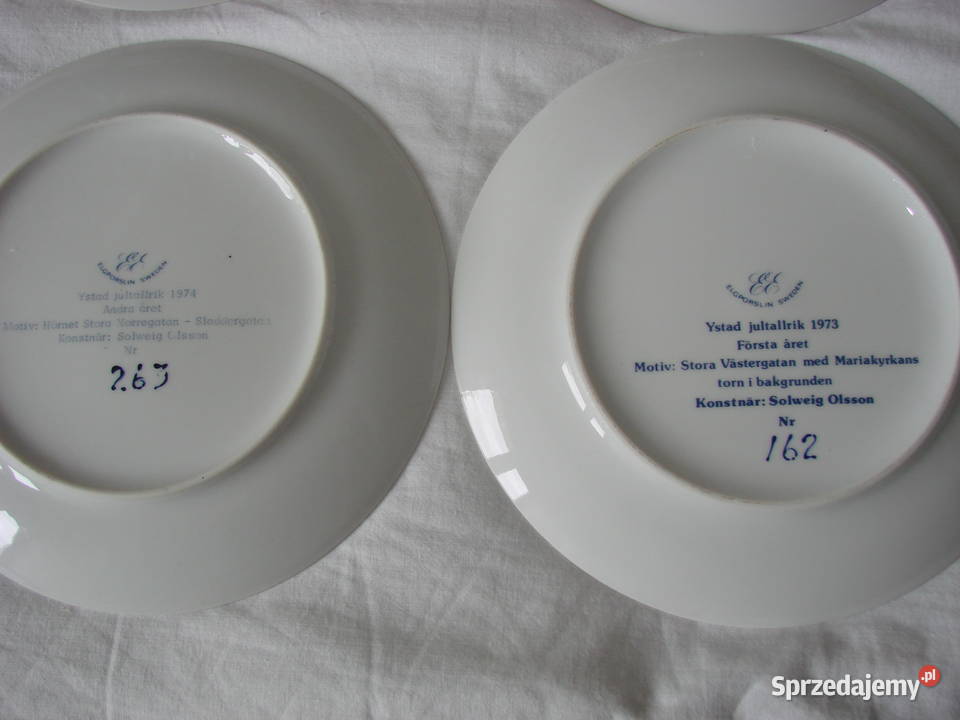 EE
ELGPORSLIN SWEDEN
Ystad jultallrik 1974
Andra året
Motiv: Hörnet Stora Norregatan - Sladdergatan
Konstnär: Solweig Olsson
Nr
263
EE
ELGPORSLIN SWEDEN
Ystad jultallrik 1973
Första året
Motiv: Stora Västergatan med Mariakyrkans
torn i bakgrunden
Konstnär: Solweig Olsson
Nr
162
Sprzedajemy.pl